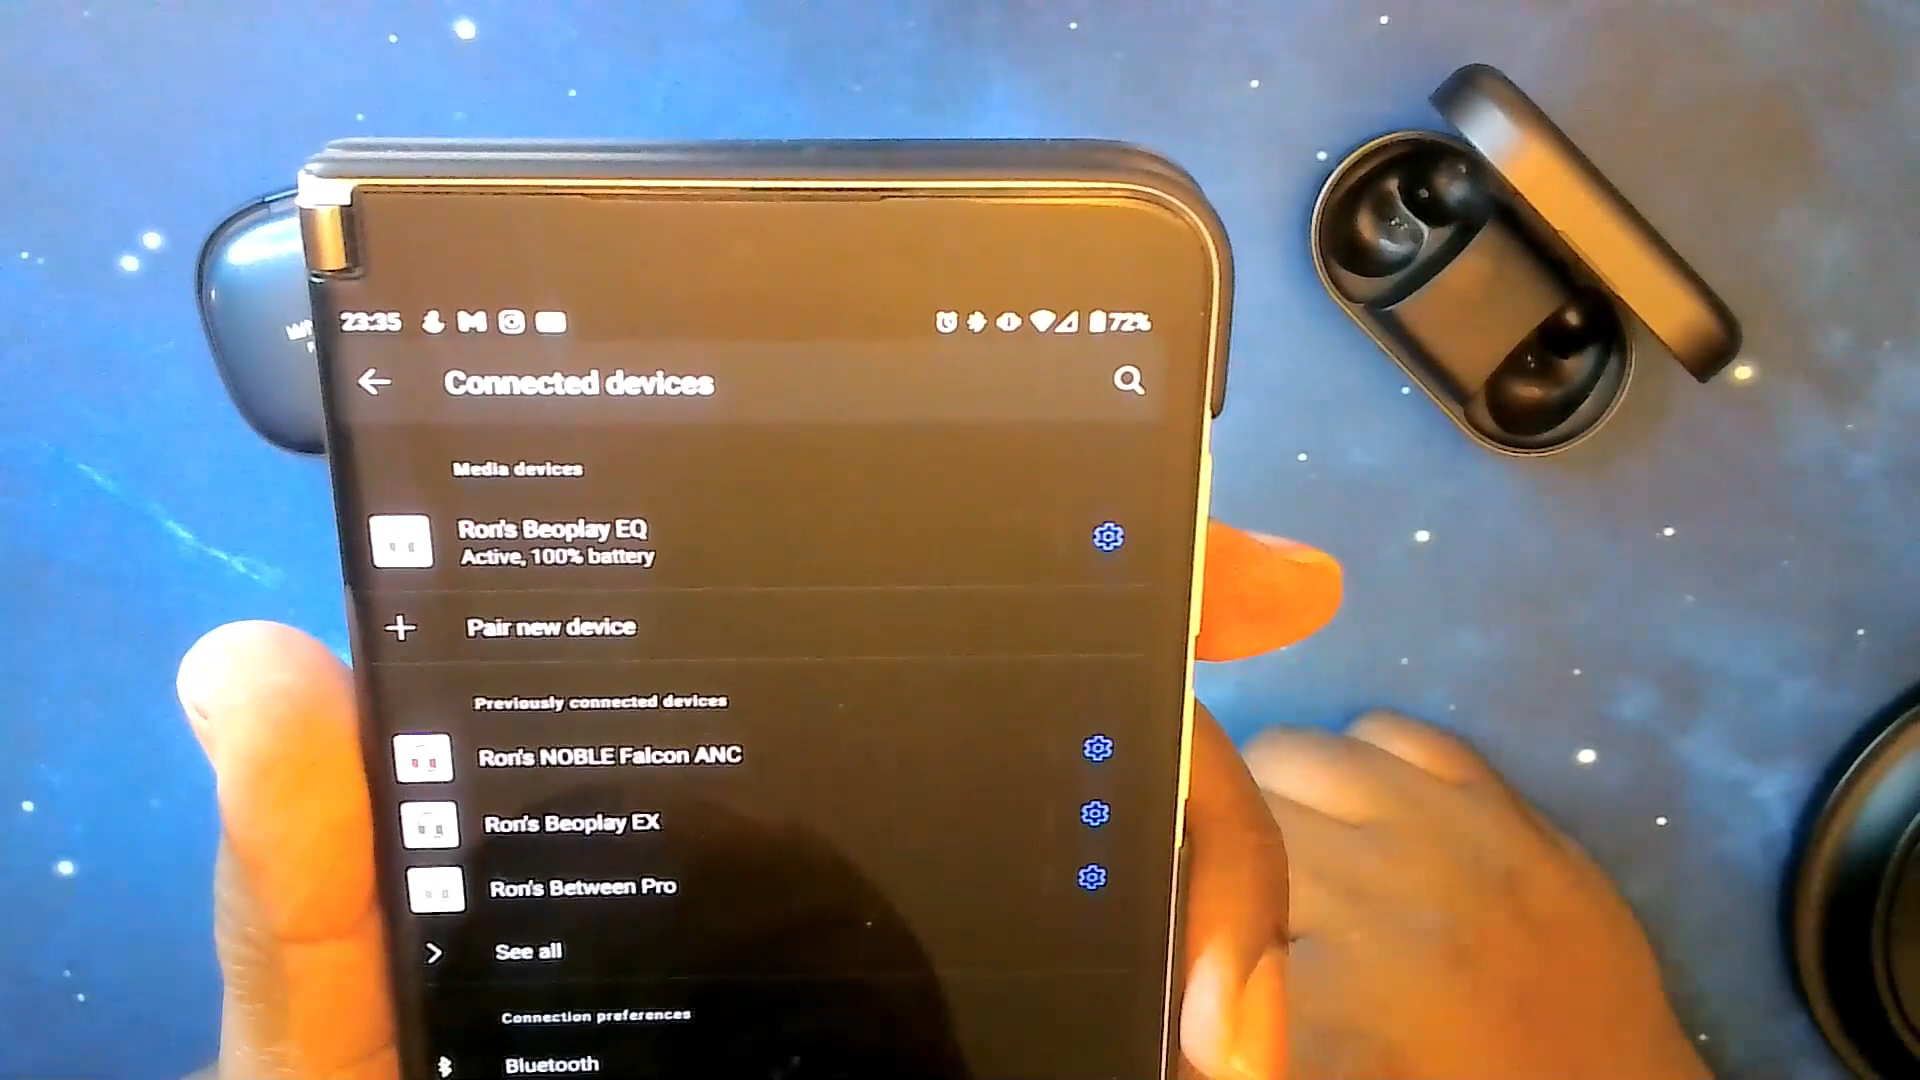 23:35
72%
Connected devices
Media devices
Ron's Beoplay EQ
Active, 100% battery
Pair new device
Previously connected devices
Ron's NOBLE Falcon ANC
Ron's Beoplay EX
Ron's Between Pro
See all
Connection preferences
Bluetooth